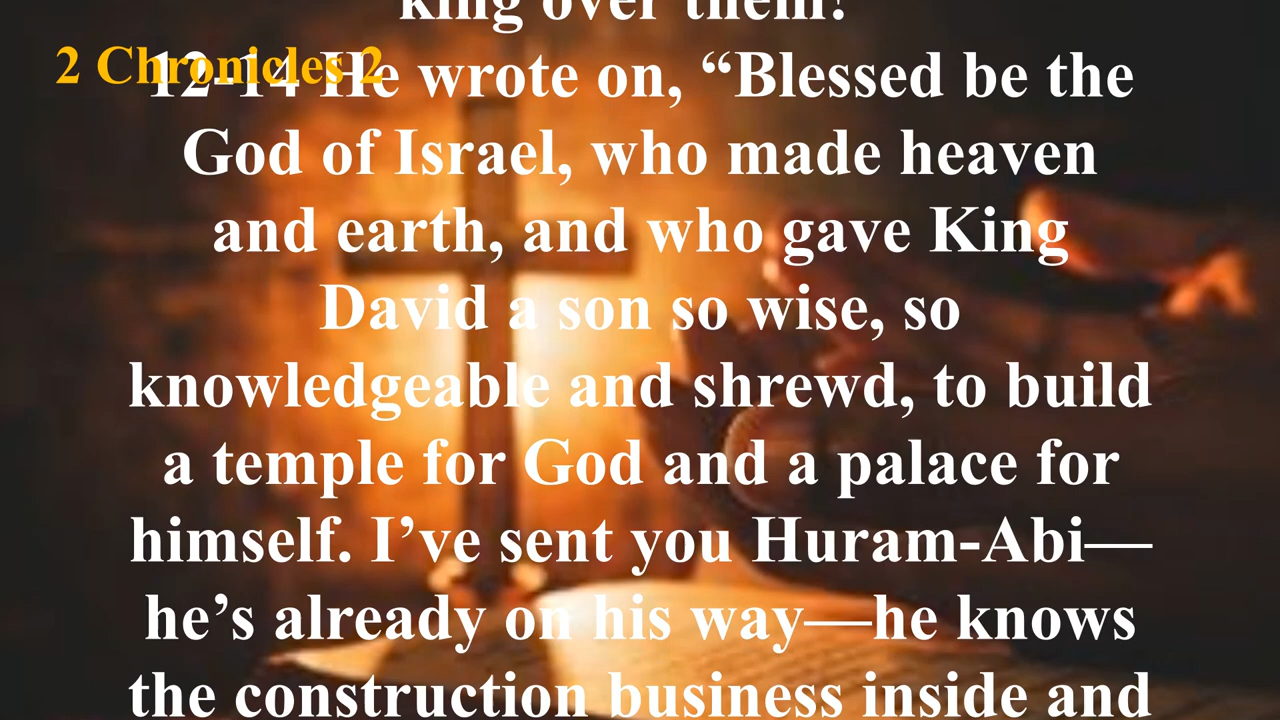 king over them!
2 Chronicles 2
12-14 He wrote on, “Blessed be the
God of Israel, who made heaven
and earth, and who gave King
David a son so wise, so
knowledgeable and shrewd, to build
a temple for God and a palace for
himself. I’ve sent you Huram-Abi—
he’s already on his way—he knows
the construction business inside and